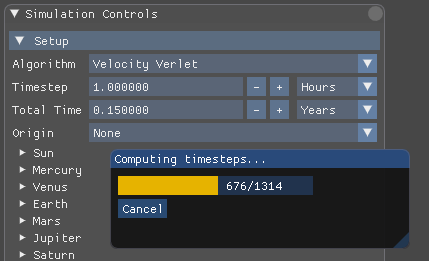 Simulation Controls
Setup
Algorithm Velocity Verlet
Timestep 1.000000 - + Hours
Total Time 0.150000 - + Years
Origin None
Sun
Mercury
Venus
Earth
Mars
Jupiter
Saturn
Computing timesteps...
676/1314
Cancel